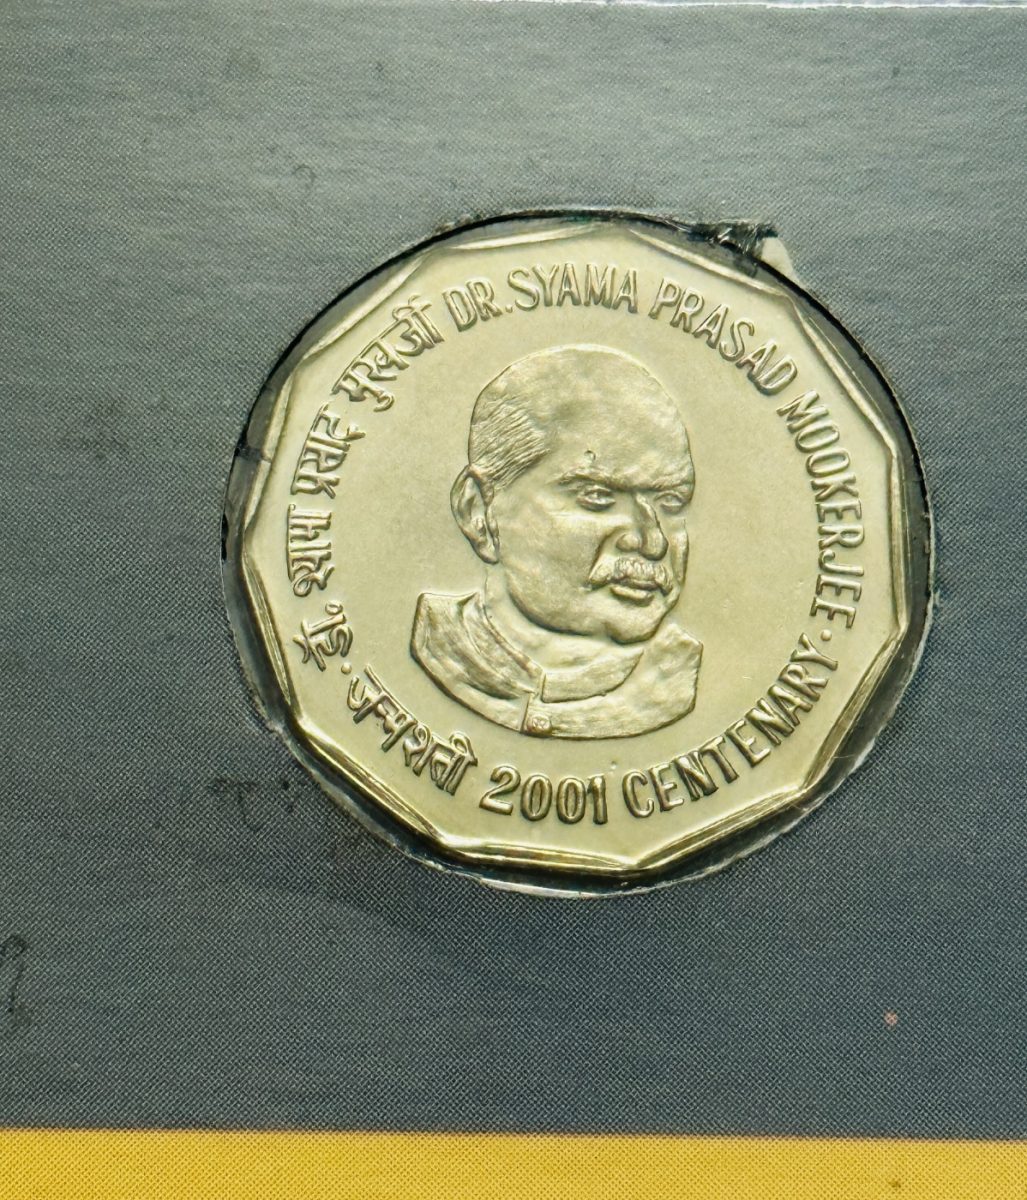 डॉ. श्यामा प्रसाद मुखर्जी DR. SYAMA PRASAD MOOKERJEE
जन्मशती 2001 CENTENARY